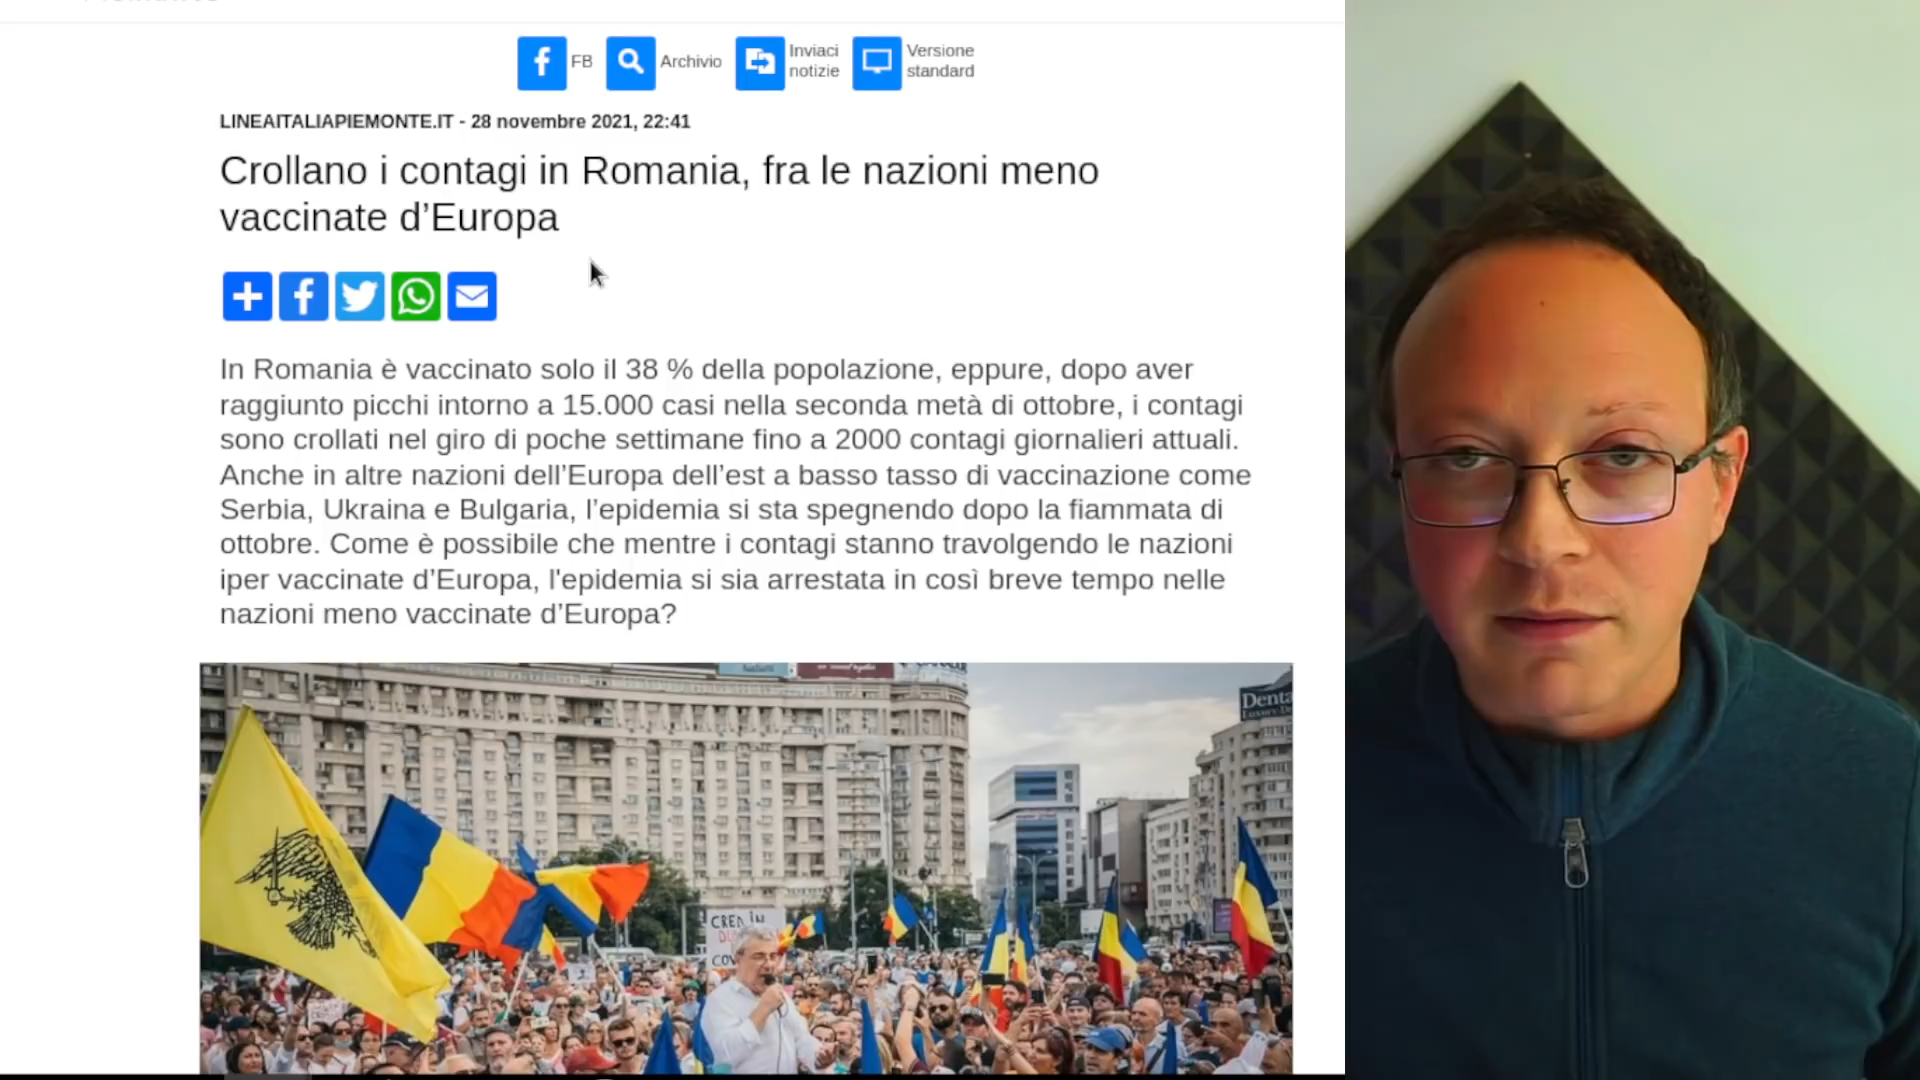 FB
Archivio
Inviaci
notizie
Versione
standard
LINEAITALIAPIEMONTE.IT - 28 novembre 2021, 22:41
Crollano i contagi in Romania, fra le nazioni meno
vaccinate d’Europa
In Romania è vaccinato solo il 38 % della popolazione, eppure, dopo aver
raggiunto picchi intorno a 15.000 casi nella seconda metà di ottobre, i contagi
sono crollati nel giro di poche settimane fino a 2000 contagi giornalieri attuali.
Anche in altre nazioni dell’Europa dell’est a basso tasso di vaccinazione come
Serbia, Ukraina e Bulgaria, l’epidemia si sta spegnendo dopo la fiammata di
ottobre. Come è possibile che mentre i contagi stanno travolgendo le nazioni
iper vaccinate d’Europa, l'epidemia si sia arrestata in così breve tempo nelle
nazioni meno vaccinate d’Europa?
Denta
CRED ÎN